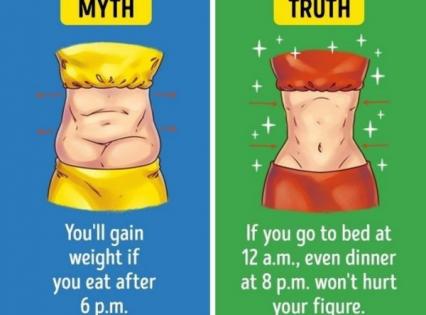 MYTH
You'll gain
weight if
you eat after
6 p.m.
TRUTH
If you go to bed at
12 a.m., even dinner
at 8 p.m. won't hurt
your figure.